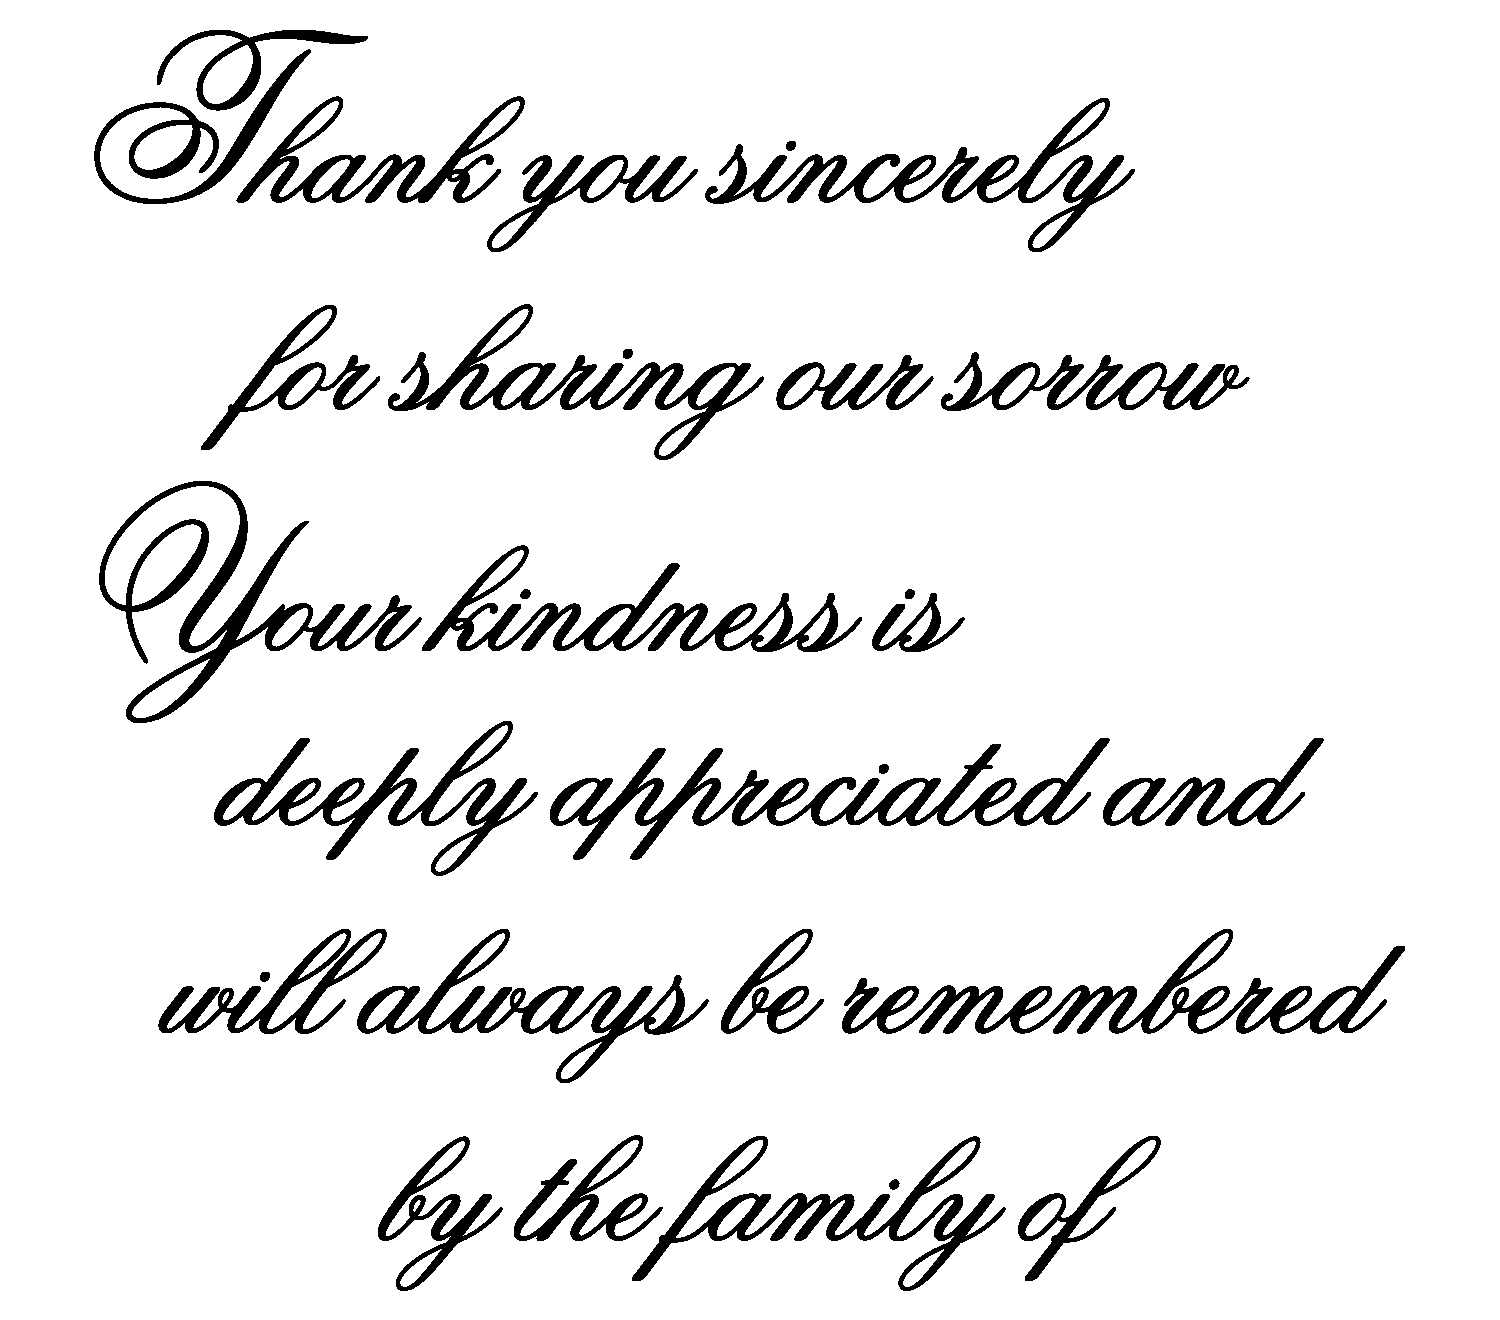 Thank you sincerely
for sharing our sorrow
Your kindness is
deeply appreciated and
will always be remembered
by the family of